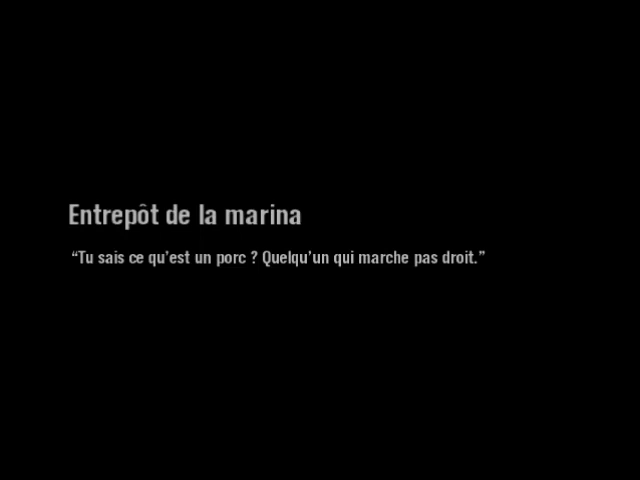 Entrepôt de la marina
“Tu sais ce qu’est un porc ? Quelqu’un qui marche pas droit.”